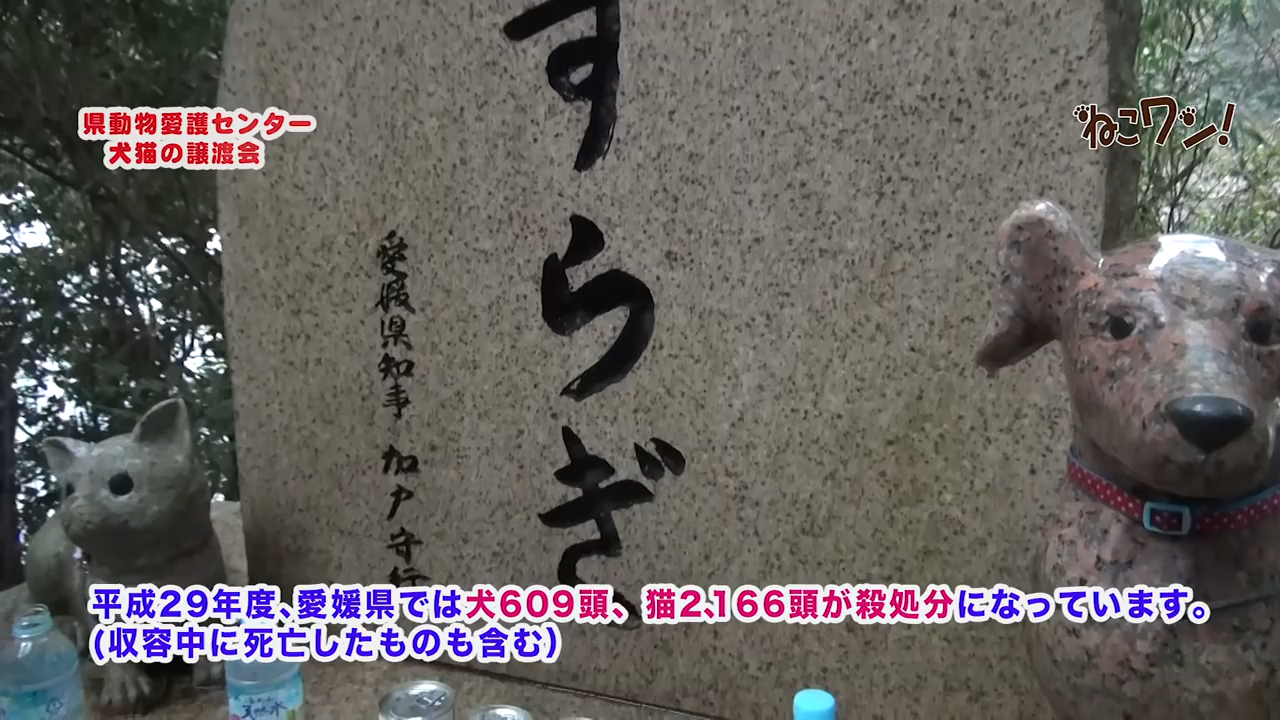 県動物愛護センター
犬猫の譲渡会
ねこワン!
すらぎ
愛媛県知事 加戸守行
平成29年度、愛媛県では犬609頭、猫2,166頭が殺処分になっています。
(収容中に死亡したものも含む)
天然水